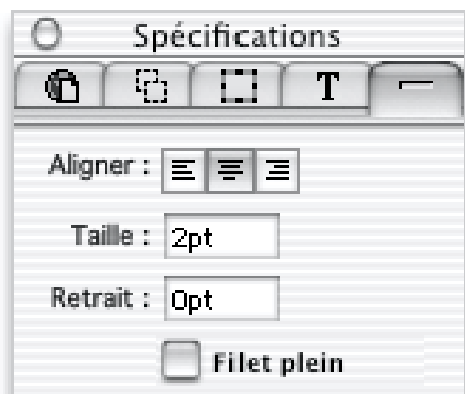 Spécifications
T
Aligner :
Taille : 2pt
Retrait : 0pt
Filet plein